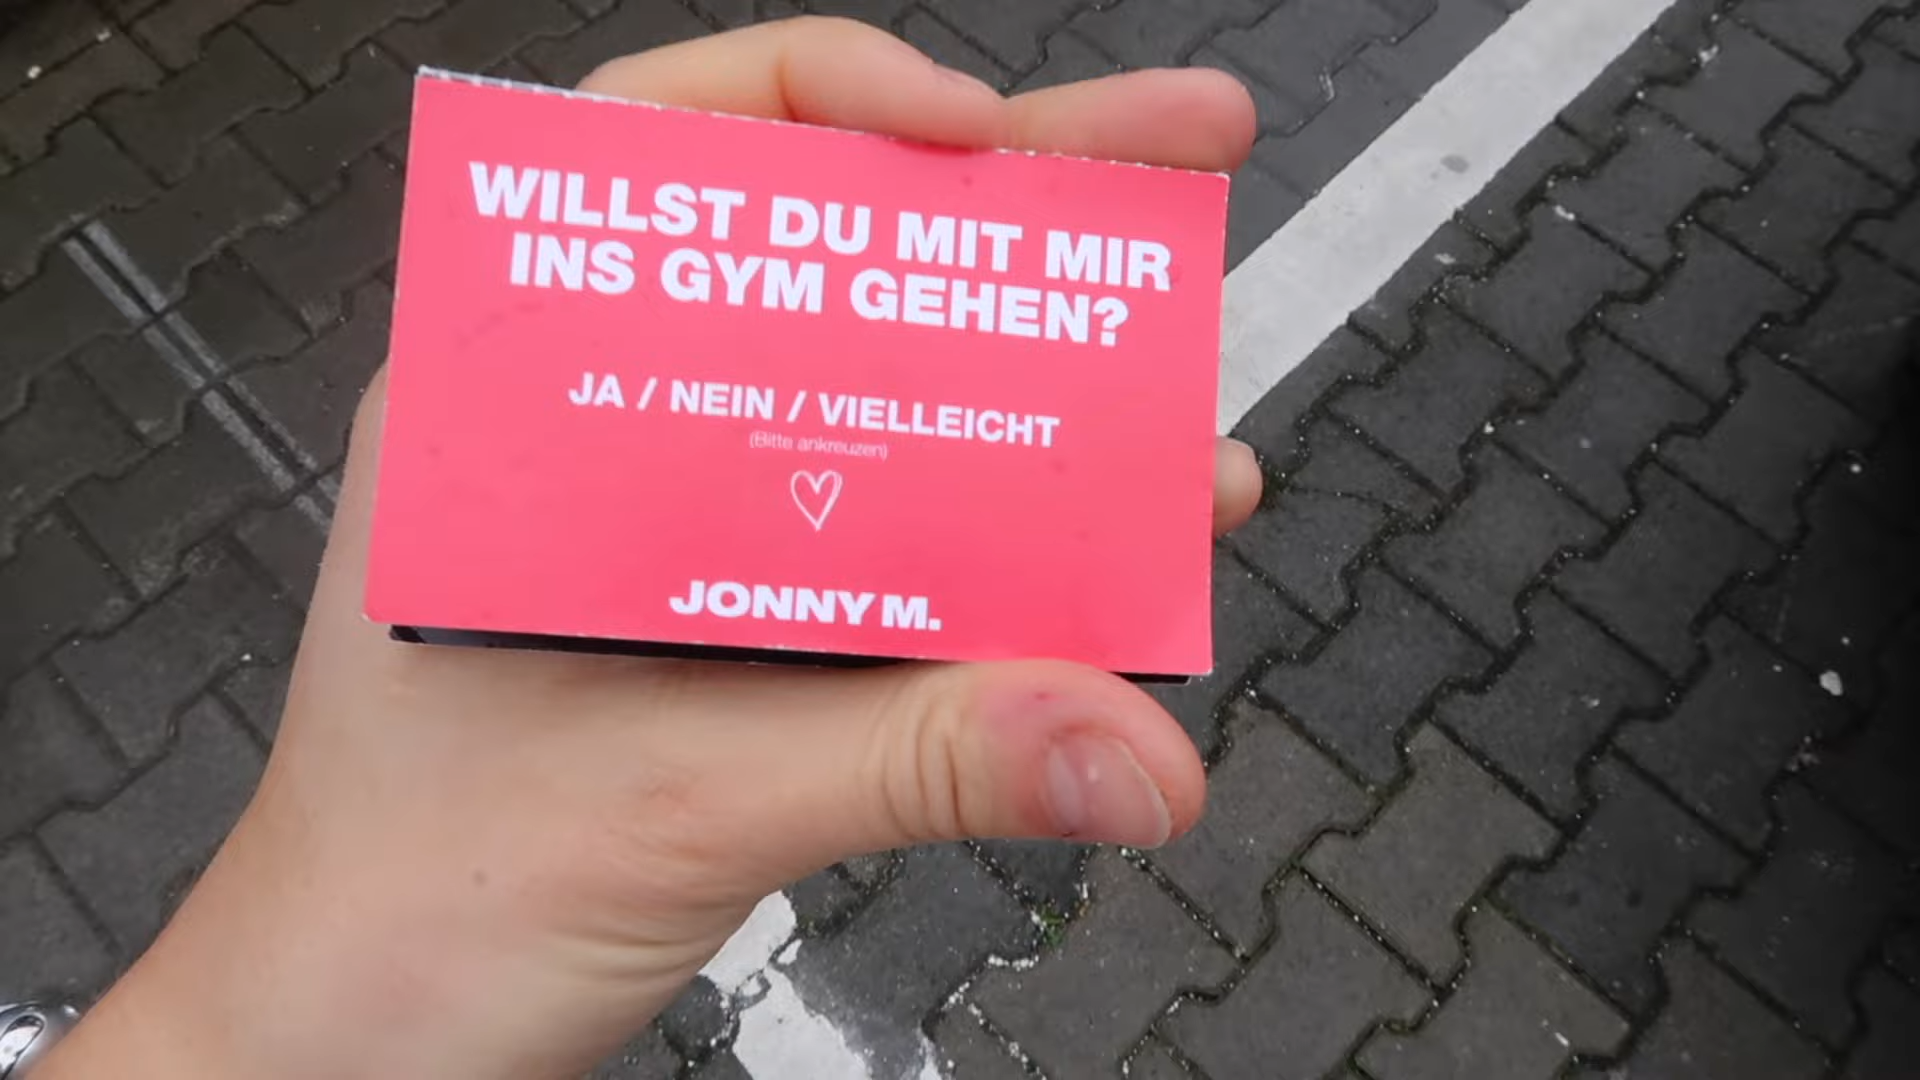 WILLST DU MIT MIR
INS GYM GEHEN?
JA / NEIN / VIELLEICHT
(Bitte ankreuzen)
JONNY M.